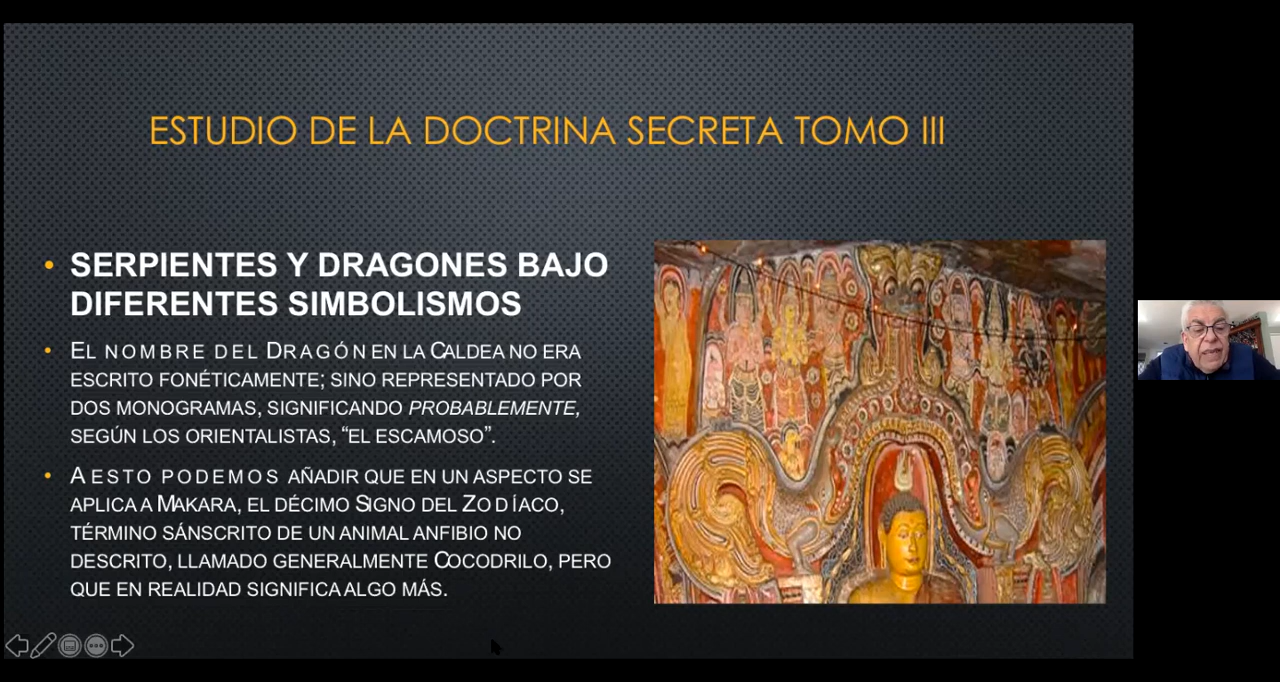 ESTUDIO DE LA DOCTRINA SECRETA TOMO III
• SERPIENTES Y DRAGONES BAJO
DIFERENTES SIMBOLISMOS
• EL NOMBRE DEL DRAGÓN EN LA CALDEA NO ERA
ESCRITO FONÉTICAMENTE; SINO REPRESENTADO POR
DOS MONOGRAMAS, SIGNIFICANDO PROBABLEMENTE,
SEGÚN LOS ORIENTALISTAS, “EL ESCAMOSO”.
• A ESTO PODEMOS AÑADIR QUE EN UN ASPECTO SE
APLICA A MAKARA, EL DÉCIMO SIGNO DEL ZODÍACO,
TÉRMINO SÁNSCRITO DE UN ANIMAL ANFIBIO NO
DESCRITO, LLAMADO GENERALMENTE COCODRILO, PERO
QUE EN REALIDAD SIGNIFICA ALGO MÁS.